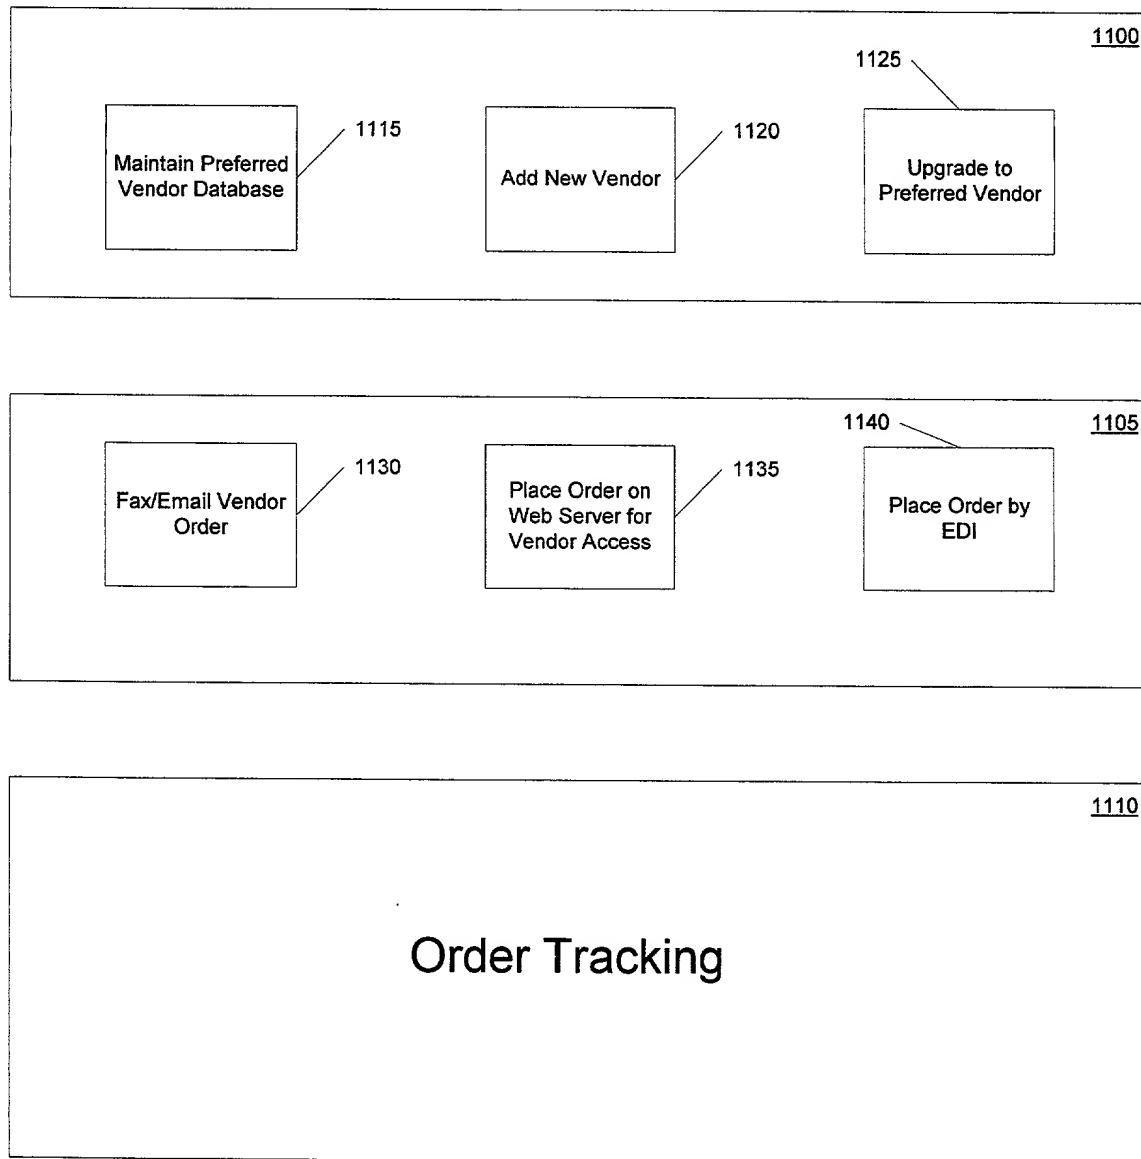 1100
1125
1115
1120
Maintain Preferred
Vendor Database
Add New Vendor
Upgrade to
Preferred Vendor
1105
1140
1130
1135
Fax/Email Vendor
Order
Place Order on
Web Server for
Vendor Access
Place Order by
EDI
1110
Order Tracking